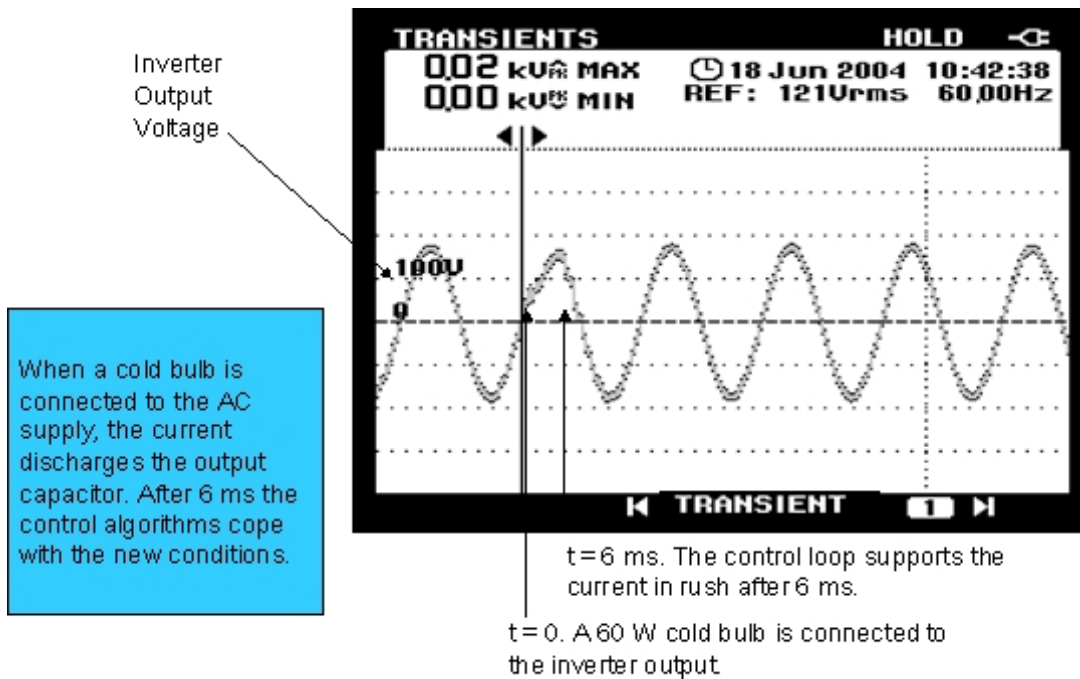 TRANSIENTS HOLD
0.02 kV MAX 18 Jun 2004 10:42:38
0.00 kV MIN REF: 121Vrms 60,00Hz
Inverter
Output
Voltage
100V
0
When a cold bulb is
connected to the AC
supply, the current
discharges the output
capacitor. After 6 ms the
control algorithms cope
with the new conditions.
TRANSIENT 1
t=6 ms. The control loop supports the
current in rush after 6 ms.
t=0. A 60 W cold bulb is connected to
the inverter output.